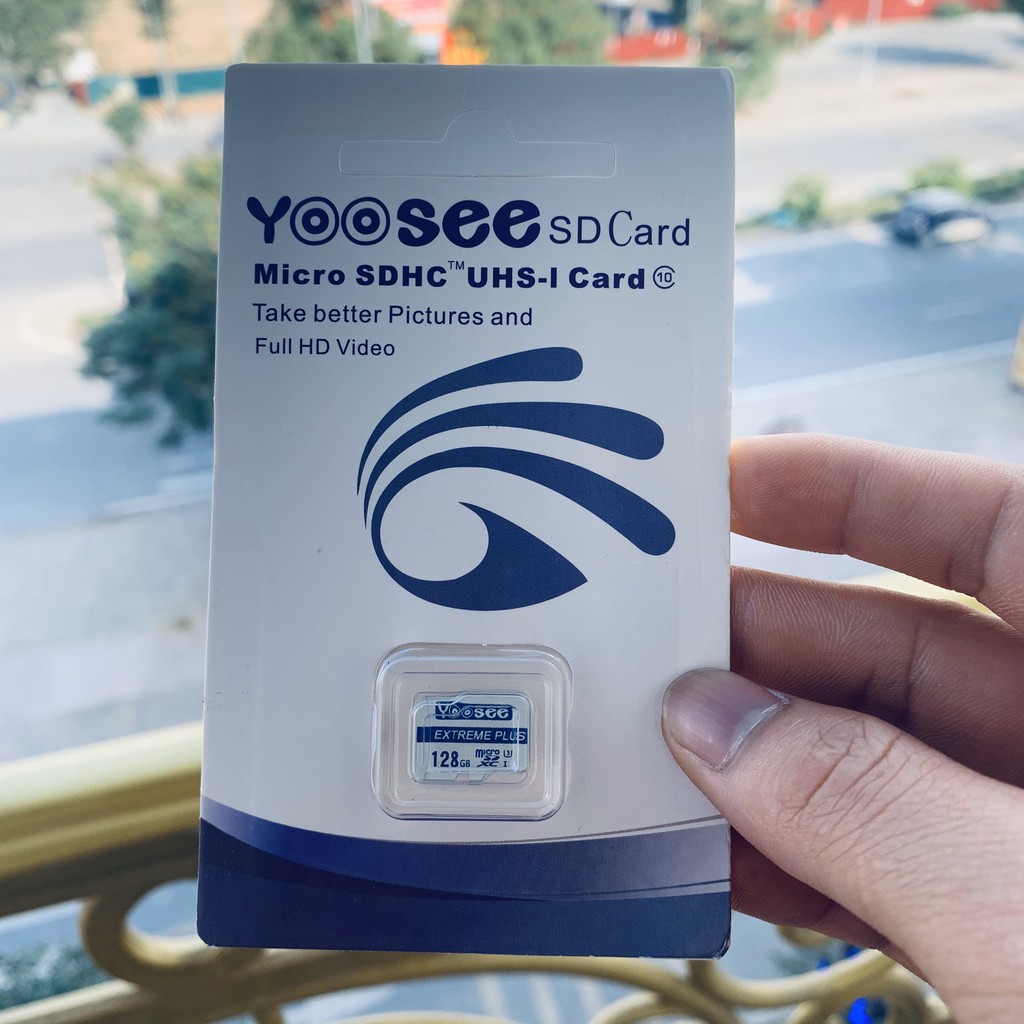 YOOSEE SD Card
Micro SDHC™ UHS-I Card ⑩
Take better Pictures and
Full HD Video
YOOSEE
EXTREME PLUS
128GB micro SD XC I U3